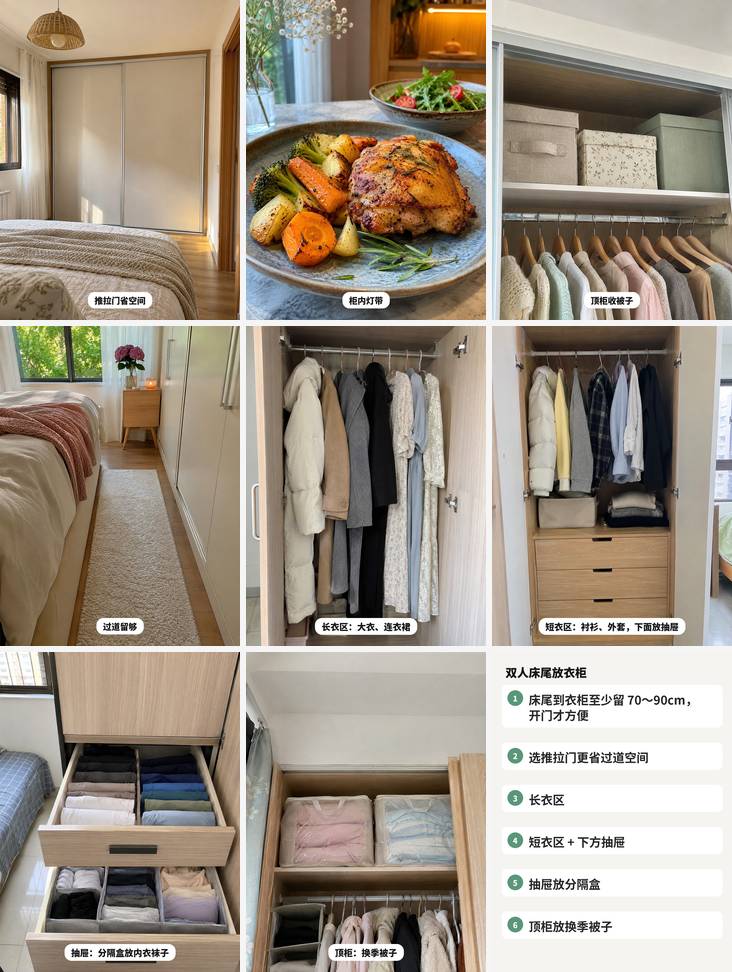 推拉门省空间
柜内灯带
顶柜收被子
过道留够
长衣区：大衣、连衣裙
短衣区：衬衫、外套，下面放抽屉
抽屉：分隔盒放内衣袜子
顶柜：换季被子
双人床尾放衣柜
1 床尾到衣柜至少留 70～90cm，
开门才方便
2 选推拉门更省过道空间
3 长衣区
4 短衣区 + 下方抽屉
5 抽屉放分隔盒
6 顶柜放换季被子